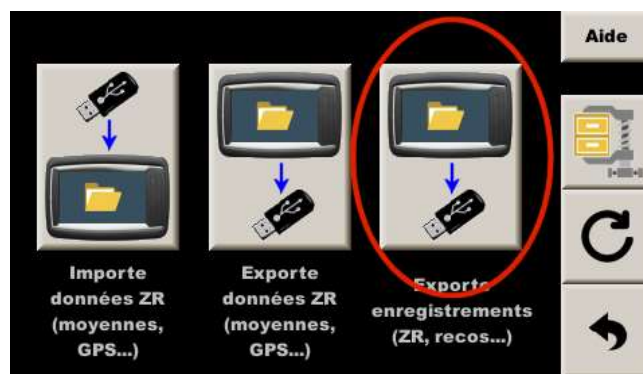 Aide
Importe
données ZR
(moyennes,
GPS...)
Exporte
données ZR
(moyennes,
GPS...)
Exporte
enregistrements
(ZR, recos...)